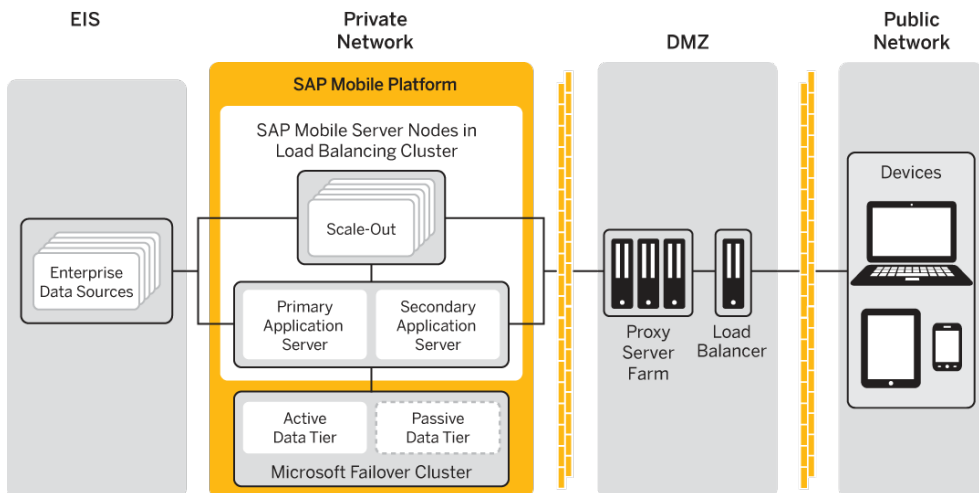 EIS
Private
Network
DMZ
Public
Network
SAP Mobile Platform
SAP Mobile Server Nodes in
Load Balancing Cluster
Scale-Out
Enterprise
Data Sources
Primary
Application
Server
Secondary
Application
Server
Active
Data Tier
Passive
Data Tier
Microsoft Failover Cluster
Proxy
Server
Farm
Load
Balancer
Devices